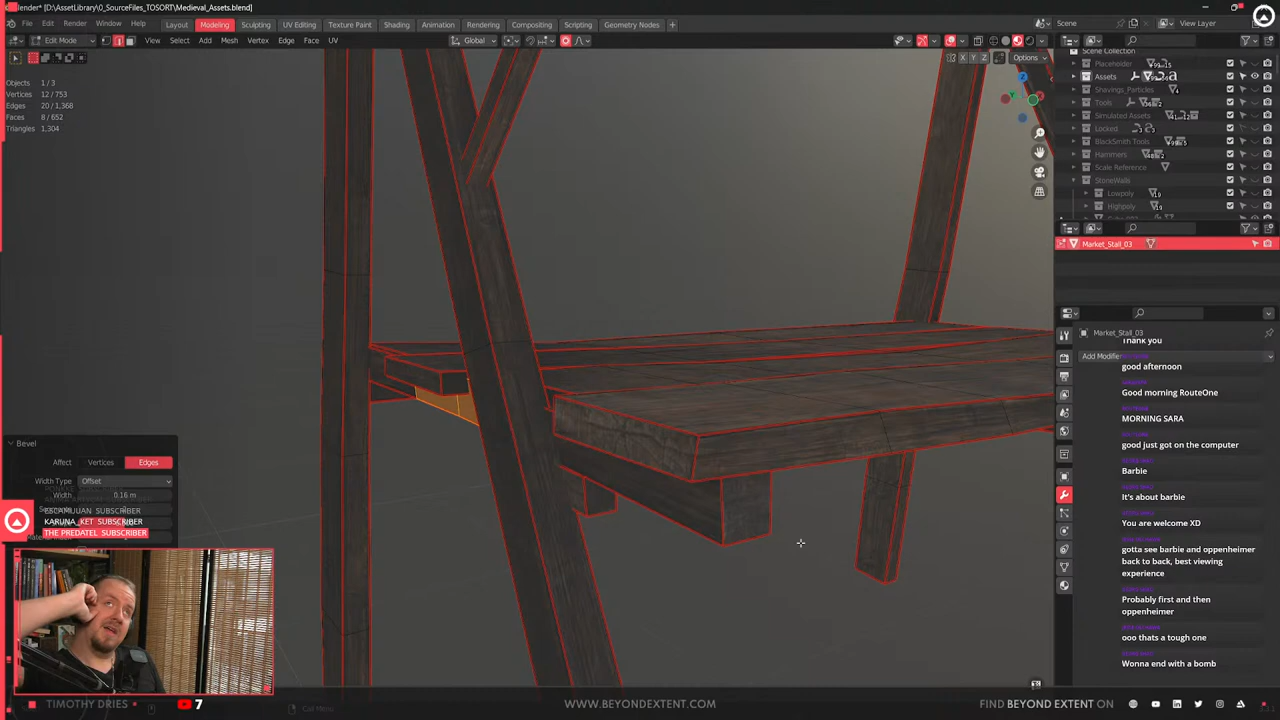 Blender* [D:\AssetLibrary\0_SourceFiles_TOSORT\Medieval_Assets.blend]
File Edit Render Window Help Layout Modeling Sculpting UV Editing Texture Paint Shading Animation Rendering Compositing Scripting Geometry Nodes + Scene View Layer
Edit Mode View Select Add Mesh Vertex Edge Face UV Global
X Y Z Options
Objects 1 / 3
Vertices 12 / 753
Edges 20 / 1,368
Faces 8 / 652
Triangles 1,304
Scene Collection
Placeholder
Assets
Shavings_Particles
Tools
Simulated Assets
Locked
BlackSmith Tools
Hammers
Scale Reference
StoneWalls
Lowpoly
Highpoly
Market_Stall_03
Market_Stall_03
Add Modifier
Thank you
good afternoon
Good morning RouteOne
MORNING SARA
good just got on the computer
Barbie
It's about barbie
You are welcome XD
gotta see barbie and oppenheimer
back to back, best viewing
experience
Probably first and then
oppenheimer
ooo thats a tough one
Wonna end with a bomb
Bevel
Affect Vertices Edges
Width Type Offset
Width 0.16 m
SUBSCRIBER
KARUNA_KET SUBSCRIBER
THE PREDATEL SUBSCRIBER
TIMOTHY DRIES 7 Call Menu WWW.BEYONDEXTENT.COM FIND BEYOND EXTENT ON